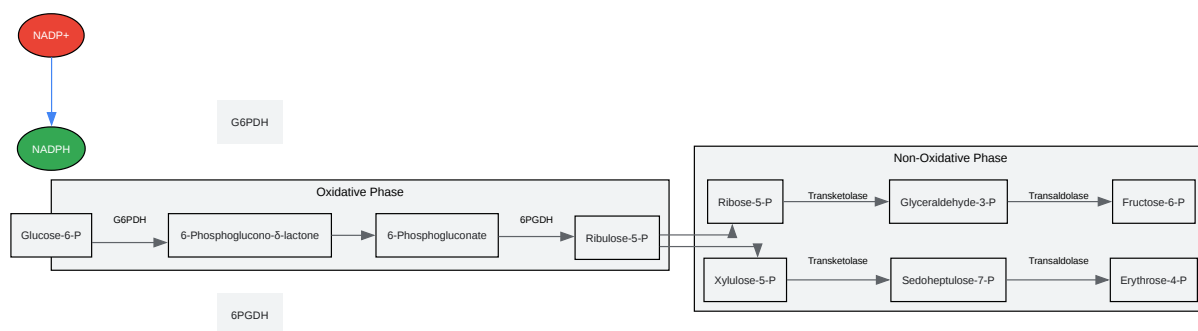 NADP+
G6PDH
NADPH
Non-Oxidative Phase
Oxidative Phase
Ribose-5-P
Transketolase
Glyceraldehyde-3-P
Transaldolase
Fructose-6-P
Glucose-6-P
G6PDH
6-Phosphoglucono-δ-lactone
6-Phosphogluconate
6PGDH
Ribulose-5-P
Xylulose-5-P
Transketolase
Sedoheptulose-7-P
Transaldolase
Erythrose-4-P
6PGDH